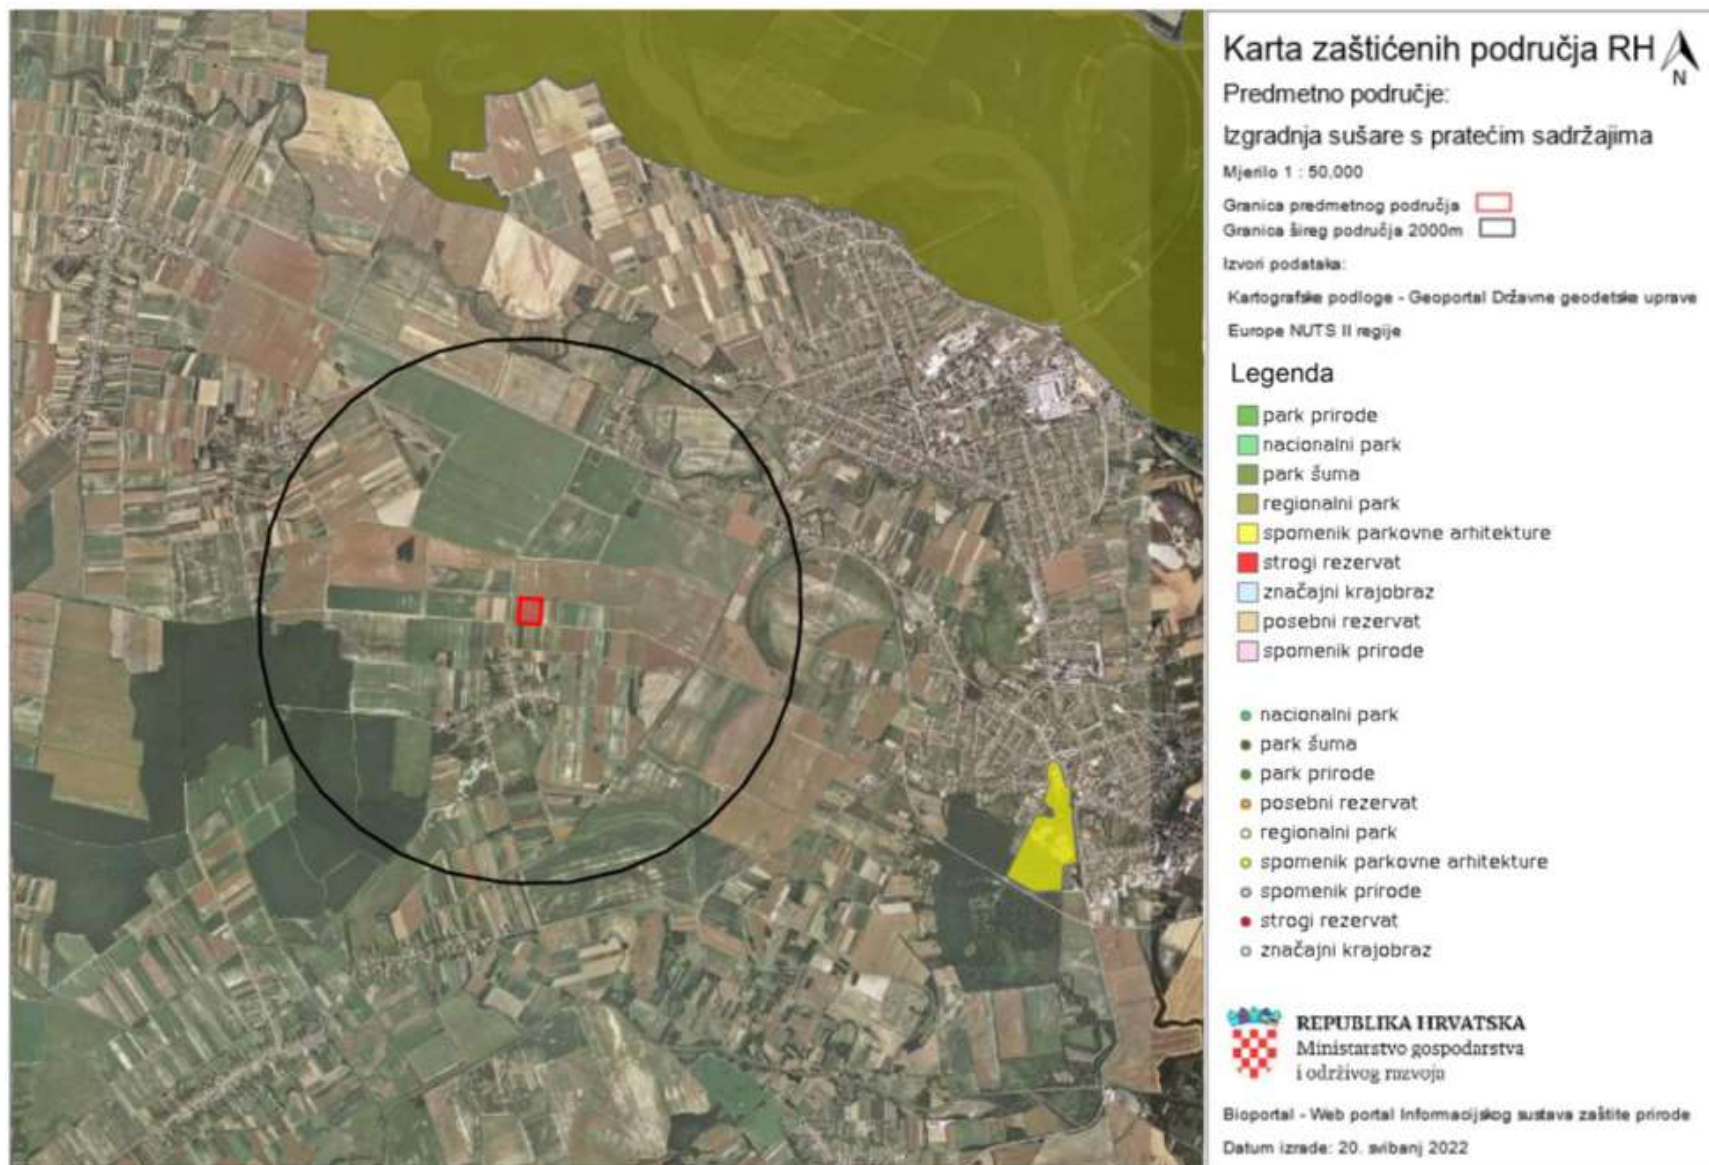 Karta zaštićenih područja RH
N
Predmetno područje:
Izgradnja sušare s pratećim sadržajima
Mjerilo 1 : 50,000
Granica predmetnog područja
Granica šireg područja 2000m
Izvori podataka:
Kartografske podloge - Geoportal Državne geodetske uprave
Europe NUTS II regije
Legenda
park prirode
nacionalni park
park šuma
regionalni park
spomenik parkovne arhitekture
strogi rezervat
značajni krajobraz
posebni rezervat
spomenik prirode
nacionalni park
park šuma
park prirode
posebni rezervat
regionalni park
spomenik parkovne arhitekture
spomenik prirode
strogi rezervat
značajni krajobraz
REPUBLIKA HRVATSKA
Ministarstvo gospodarstva
i održivog razvoja
Bioportal - Web portal Informacijskog sustava zaštite prirode
Datum izrade: 20. svibanj 2022